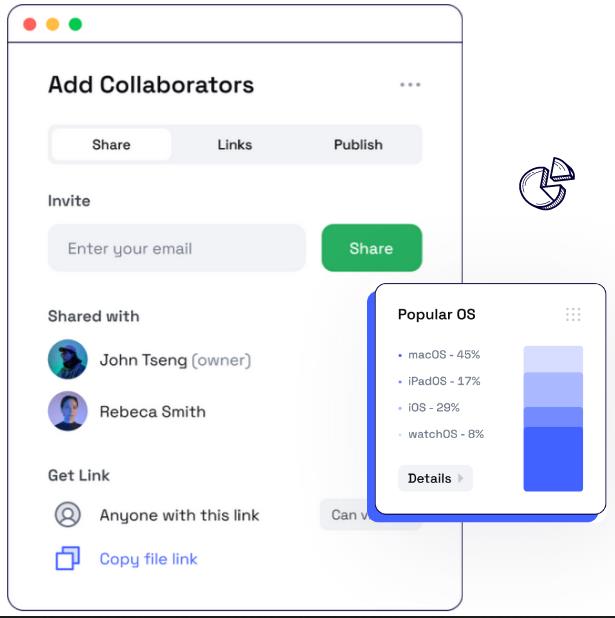 Add Collaborators
Share
Links
Publish
Invite
Enter your email
Share
Shared with
John Tseng (owner)
Rebeca Smith
Get Link
Anyone with this link
Can
Copy file link
Popular OS
macOS - 45%
iPadOS - 17%
iOS - 29%
watchOS - 8%
Details